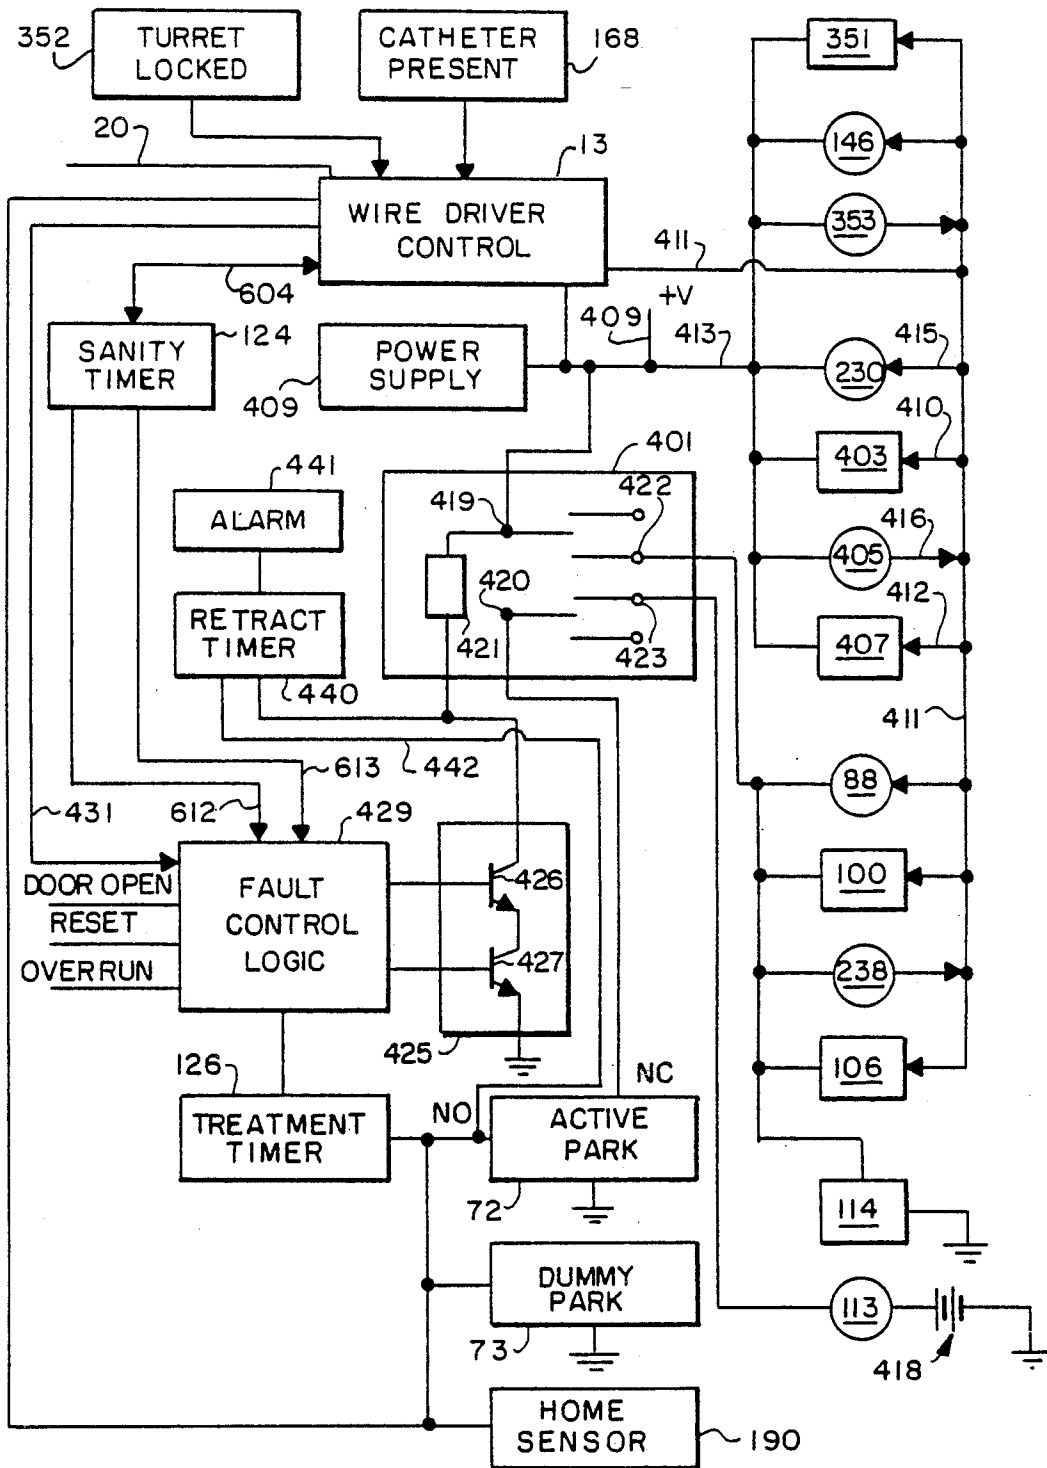 352
TURRET
LOCKED
CATHETER
PRESENT
168
351
20
13
146
WIRE DRIVER
CONTROL
353
411
604
+V
409
413
SANITY
TIMER
124
POWER
SUPPLY
409
230
415
410
401
403
441
422
419
416
ALARM
405
420
412
RETRACT
TIMER
421
423
407
440
411
613
442
88
431
612
429
DOOR OPEN
RESET
OVERRUN
FAULT
CONTROL
LOGIC
426
427
100
238
425
126
NC
106
NO
TREATMENT
TIMER
ACTIVE
PARK
72
114
DUMMY
PARK
73
113
418
HOME
SENSOR
190